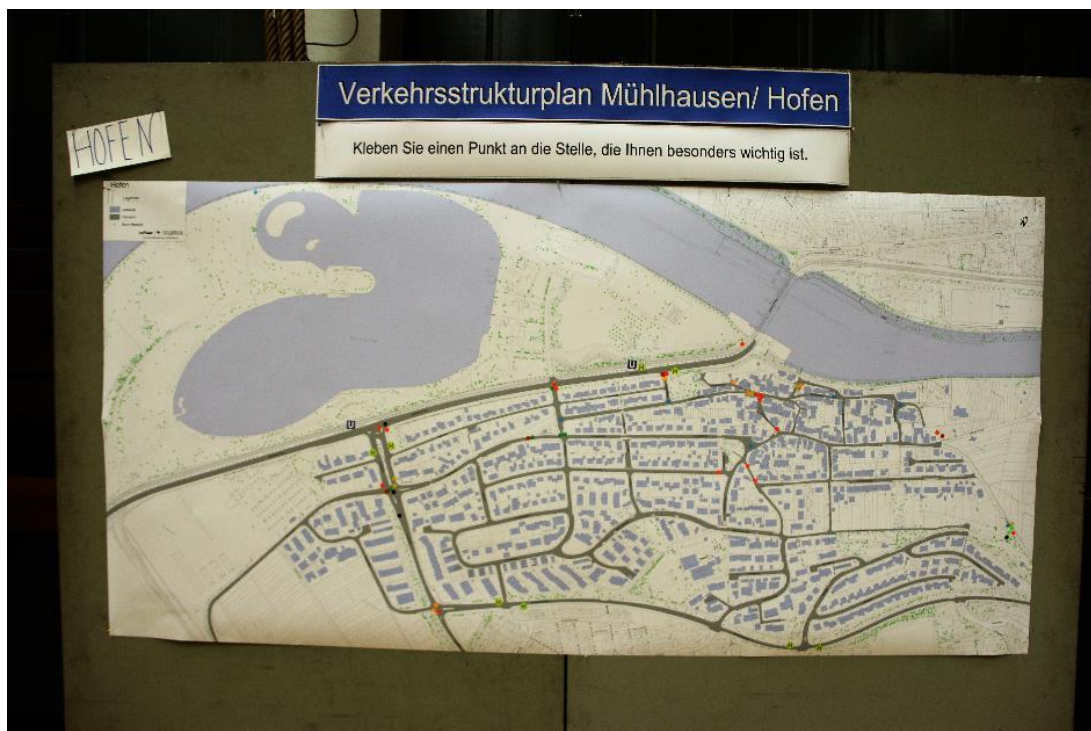 Verkehrsstrukturplan Mühlhausen/ Hofen
Kleben Sie einen Punkt an die Stelle, die Ihnen besonders wichtig ist.
HOFEN
Hofen
U
H
H
U
H
H
H
H
H
H
H